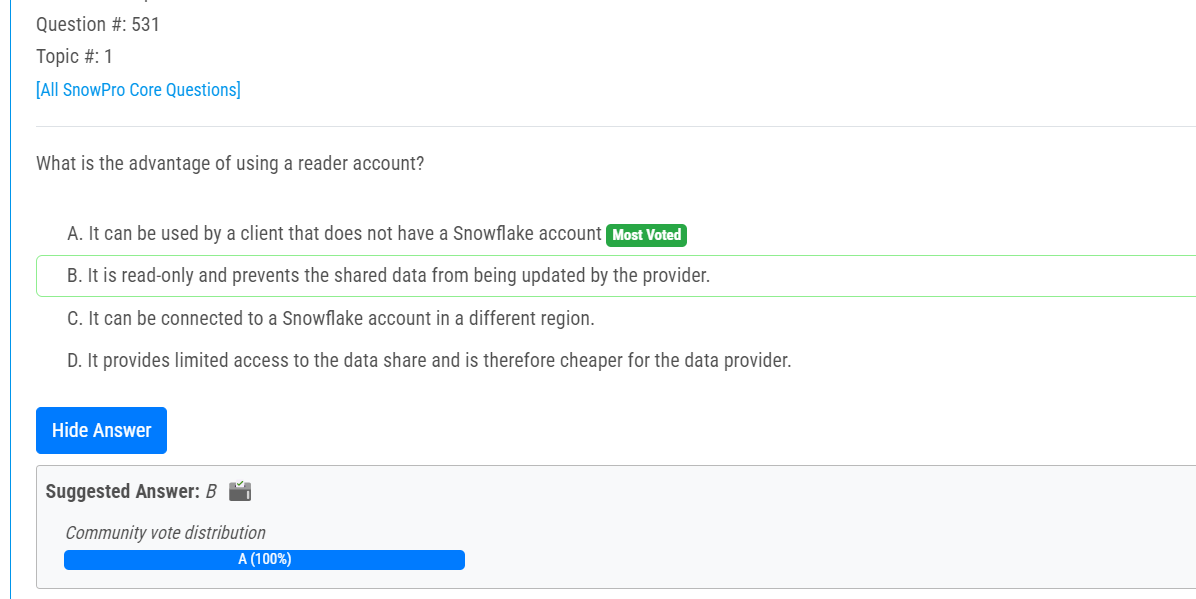 Question #: 531
Topic #: 1
[All SnowPro Core Questions]
What is the advantage of using a reader account?
A. It can be used by a client that does not have a Snowflake account Most Voted
B. It is read-only and prevents the shared data from being updated by the provider.
C. It can be connected to a Snowflake account in a different region.
D. It provides limited access to the data share and is therefore cheaper for the data provider.
Hide Answer
Suggested Answer: B
Community vote distribution
A (100%)